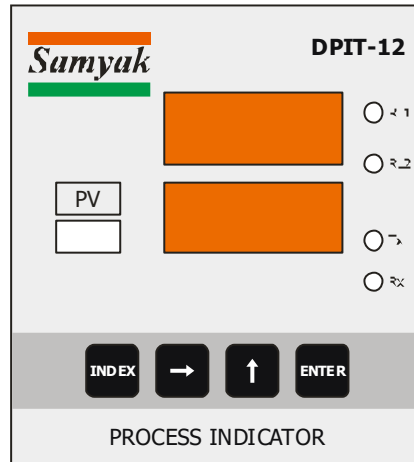 Samyak
DPIT-12
PV
INDEX → ↑ ENTER
PROCESS INDICATOR